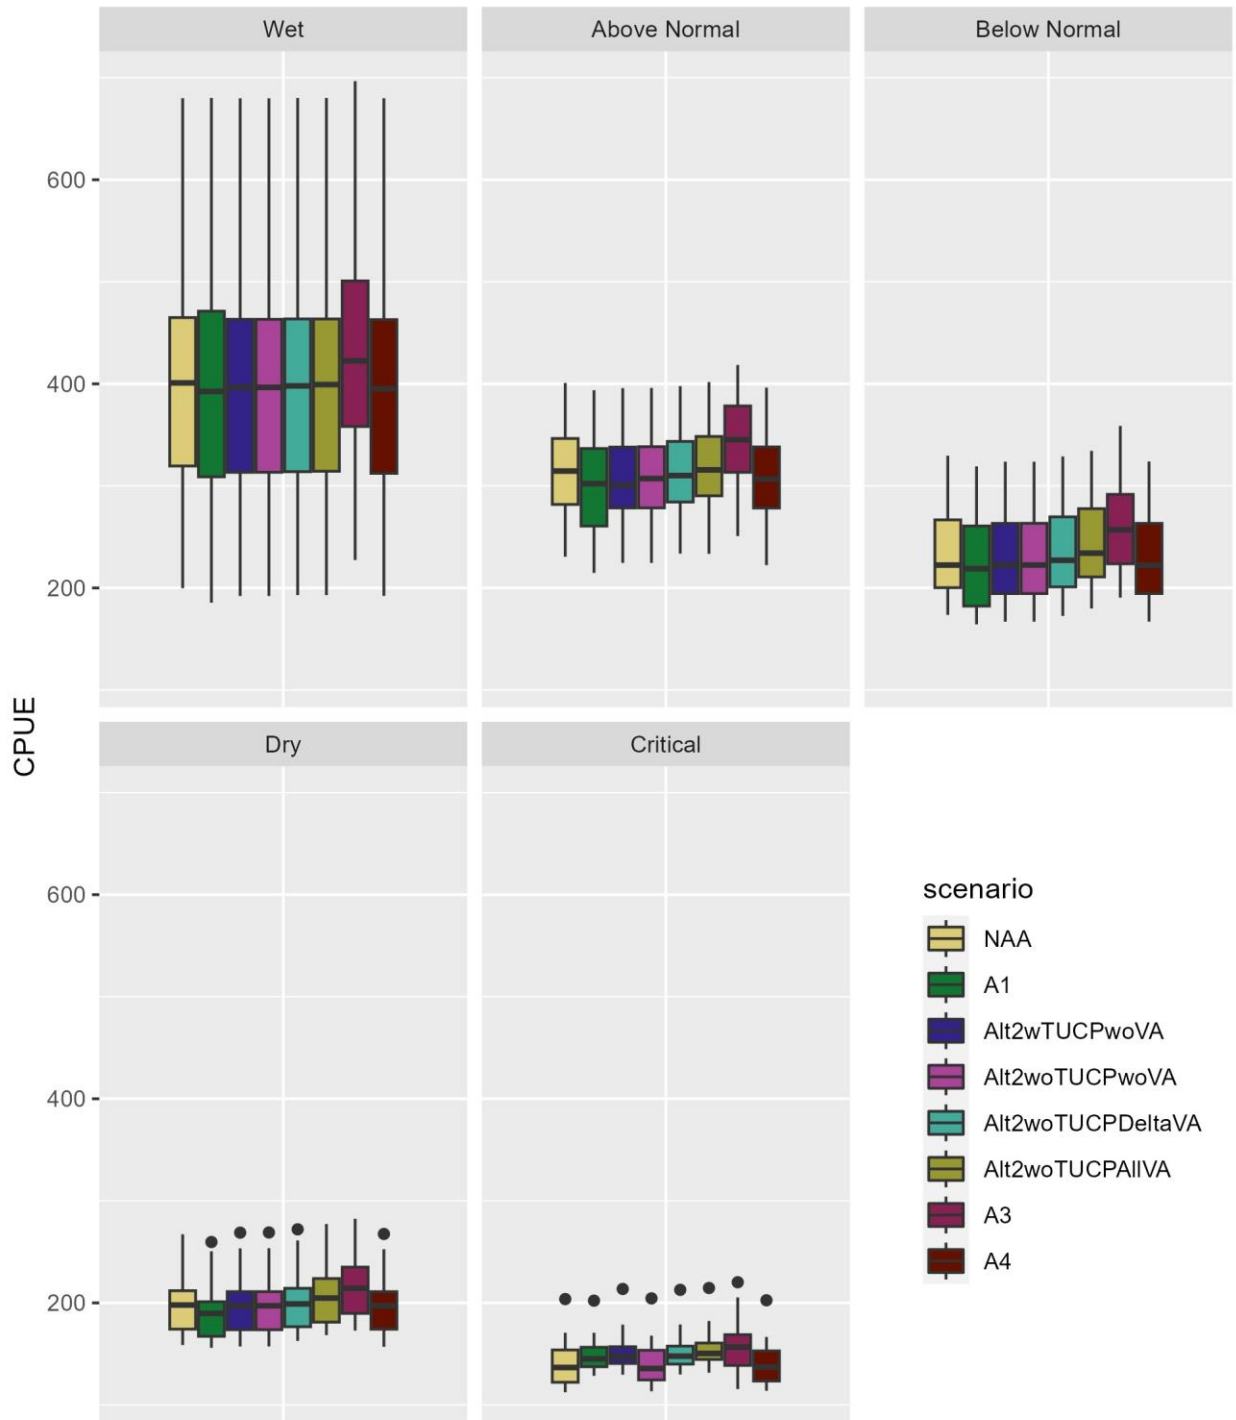 Wet
Above Normal
Below Normal
600
400
200
CPUE
Dry
Critical
600
400
200
scenario
NAA
A1
Alt2wTUCPwoVA
Alt2woTUCPwoVA
Alt2woTUCPDeltaVA
Alt2woTUCPAllVA
A3
A4